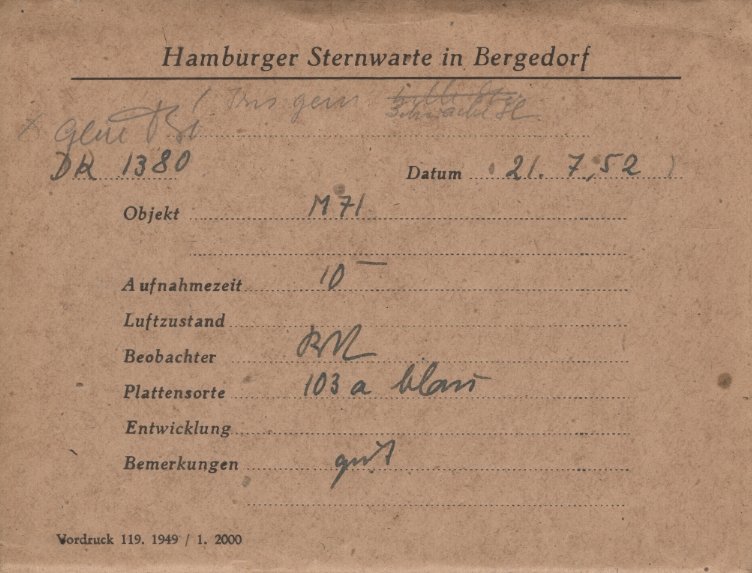 Hamburger Sternwarte in Bergedorf
DR 1380
Datum 21. 7, 52
Objekt M 71
Aufnahmezeit 10
Luftzustand
Beobachter
Plattensorte 103 a blau
Entwicklung
Bemerkungen gut
Vordruck 119. 1949 / 1. 2000